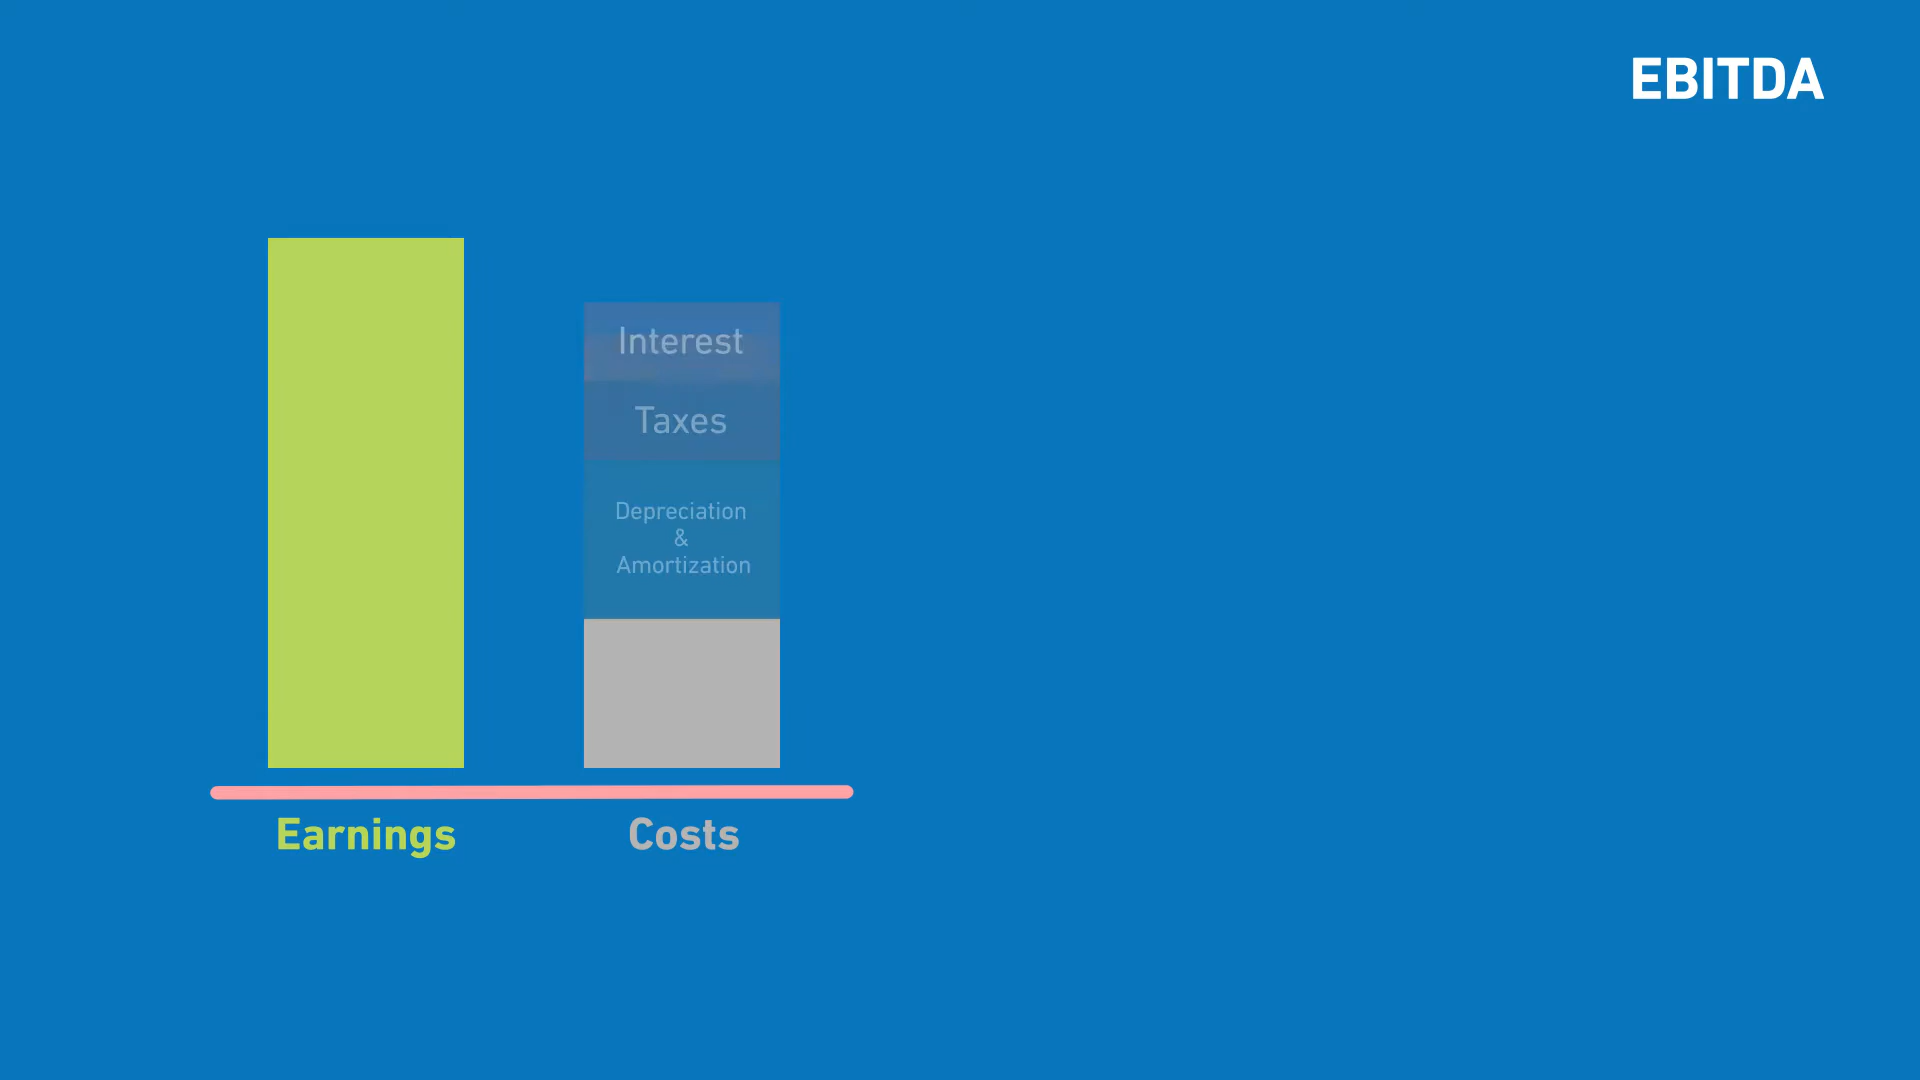 EBITDA
Interest
Taxes
Depreciation
&
Amortization
Earnings
Costs